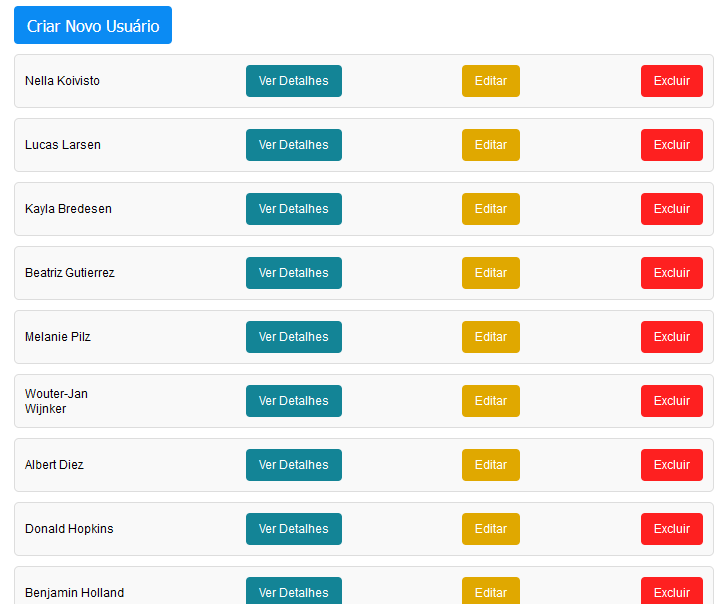 Criar Novo Usuário
Nella Koivisto Ver Detalhes Editar Excluir
Lucas Larsen Ver Detalhes Editar Excluir
Kayla Bredesen Ver Detalhes Editar Excluir
Beatriz Gutierrez Ver Detalhes Editar Excluir
Melanie Pilz Ver Detalhes Editar Excluir
Wouter-Jan
Wijnker Ver Detalhes Editar Excluir
Albert Diez Ver Detalhes Editar Excluir
Donald Hopkins Ver Detalhes Editar Excluir
Benjamin Holland Ver Detalhes Editar Excluir